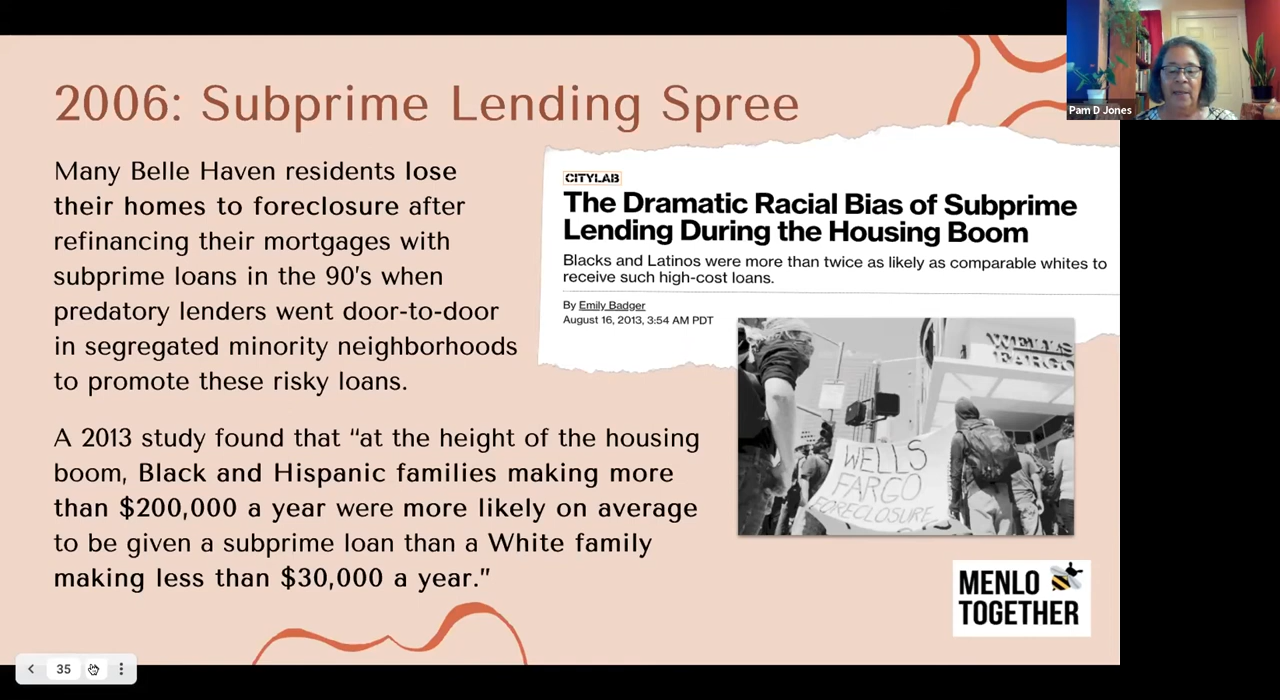 2006: Subprime Lending Spree
Many Belle Haven residents lose
their homes to foreclosure after
refinancing their mortgages with
subprime loans in the 90's when
predatory lenders went door-to-door
in segregated minority neighborhoods
to promote these risky loans.
A 2013 study found that “at the height of the housing
boom, Black and Hispanic families making more
than $200,000 a year were more likely on average
to be given a subprime loan than a White family
making less than $30,000 a year.”
CITYLAB
The Dramatic Racial Bias of Subprime
Lending During the Housing Boom
Blacks and Latinos were more than twice as likely as comparable whites to
receive such high-cost loans.
By Emily Badger
August 16, 2013, 3:54 AM PDT
WELLS
FARGO
WELLS
FARGO
FORECLOSURE
MENLO
TOGETHER
Pam D Jones
35